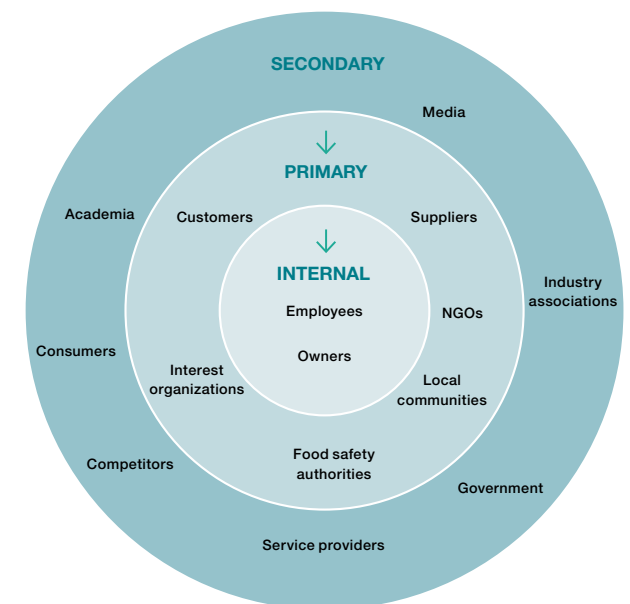 SECONDARY
Media
PRIMARY
Academia
Customers
Suppliers
INTERNAL
Industry
associations
Employees
NGOs
Consumers
Owners
Interest
organizations
Local
communities
Food safety
authorities
Competitors
Government
Service providers